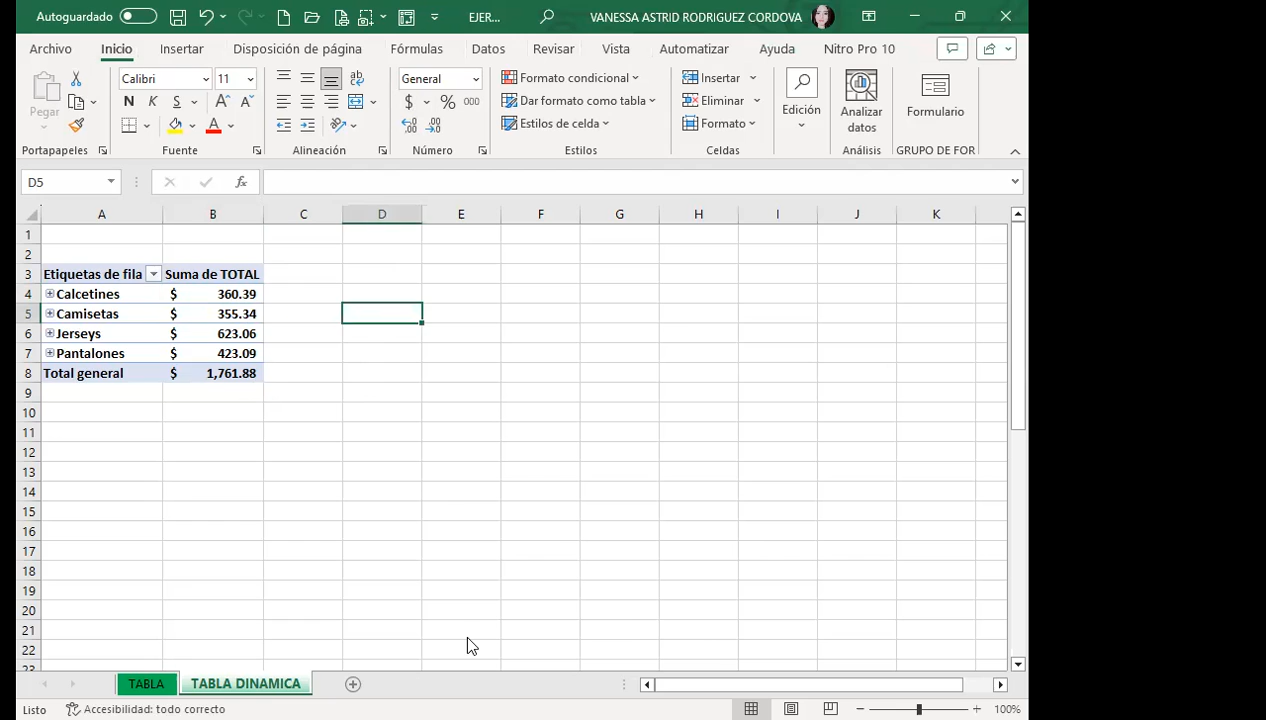 Autoguardado EJER... VANESSA ASTRID RODRIGUEZ CORDOVA
Archivo Inicio Insertar Disposición de página Fórmulas Datos Revisar Vista Automatizar Ayuda Nitro Pro 10
Pegar
Calibri 11
N K S
General
$ % 000
Formato condicional
Dar formato como tabla
Estilos de celda
Insertar
Eliminar
Formato
Edición
Analizar datos
Formulario
Portapapeles Fuente Alineación Número Estilos Celdas Análisis GRUPO DE FOR
D5 fx
A B C D E F G H I J K
1
2
3 Etiquetas de fila Suma de TOTAL
4 Calcetines $ 360.39
5 Camisetas $ 355.34
6 Jerseys $ 623.06
7 Pantalones $ 423.09
8 Total general $ 1,761.88
9
10
11
12
13
14
15
16
17
18
19
20
21
22
23
TABLA TABLA DINAMICA
Listo Accesibilidad: todo correcto 100%